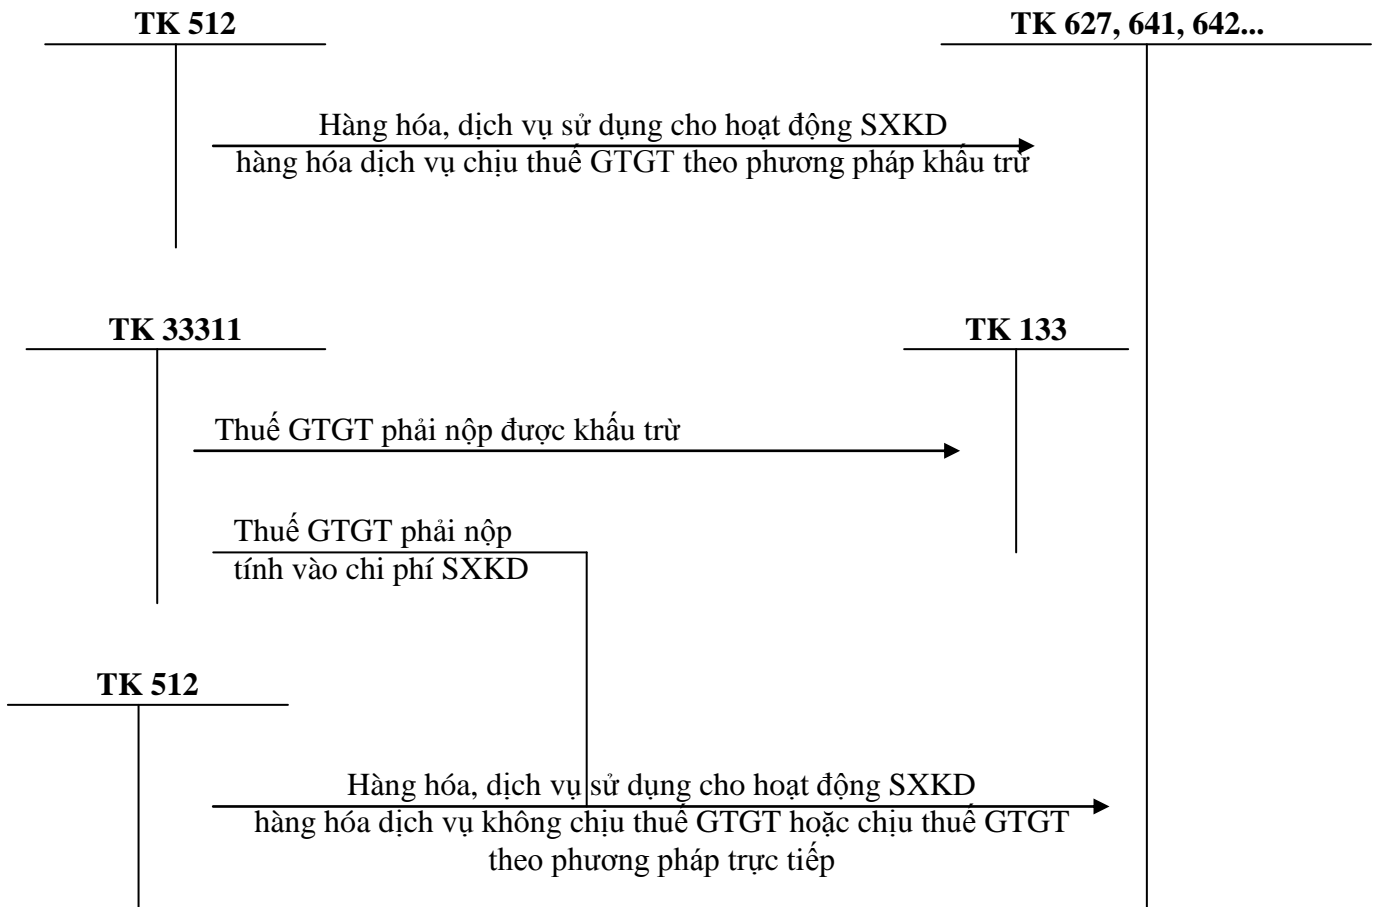 TK 512
TK 627, 641, 642...
Hàng hóa, dịch vụ sử dụng cho hoạt động SXKD
hàng hóa dịch vụ chịu thuế GTGT theo phương pháp khấu trừ
TK 33311
TK 133
Thuế GTGT phải nộp được khấu trừ
Thuế GTGT phải nộp
tính vào chi phí SXKD
TK 512
Hàng hóa, dịch vụ sử dụng cho hoạt động SXKD
hàng hóa dịch vụ không chịu thuế GTGT hoặc chịu thuế GTGT
theo phương pháp trực tiếp